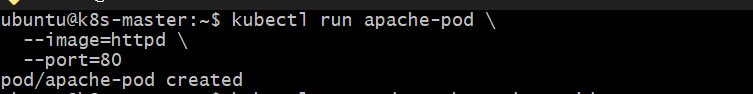 ubuntu@k8s-master:~$ kubectl run apache-pod \
  --image=httpd \
  --port=80
pod/apache-pod created